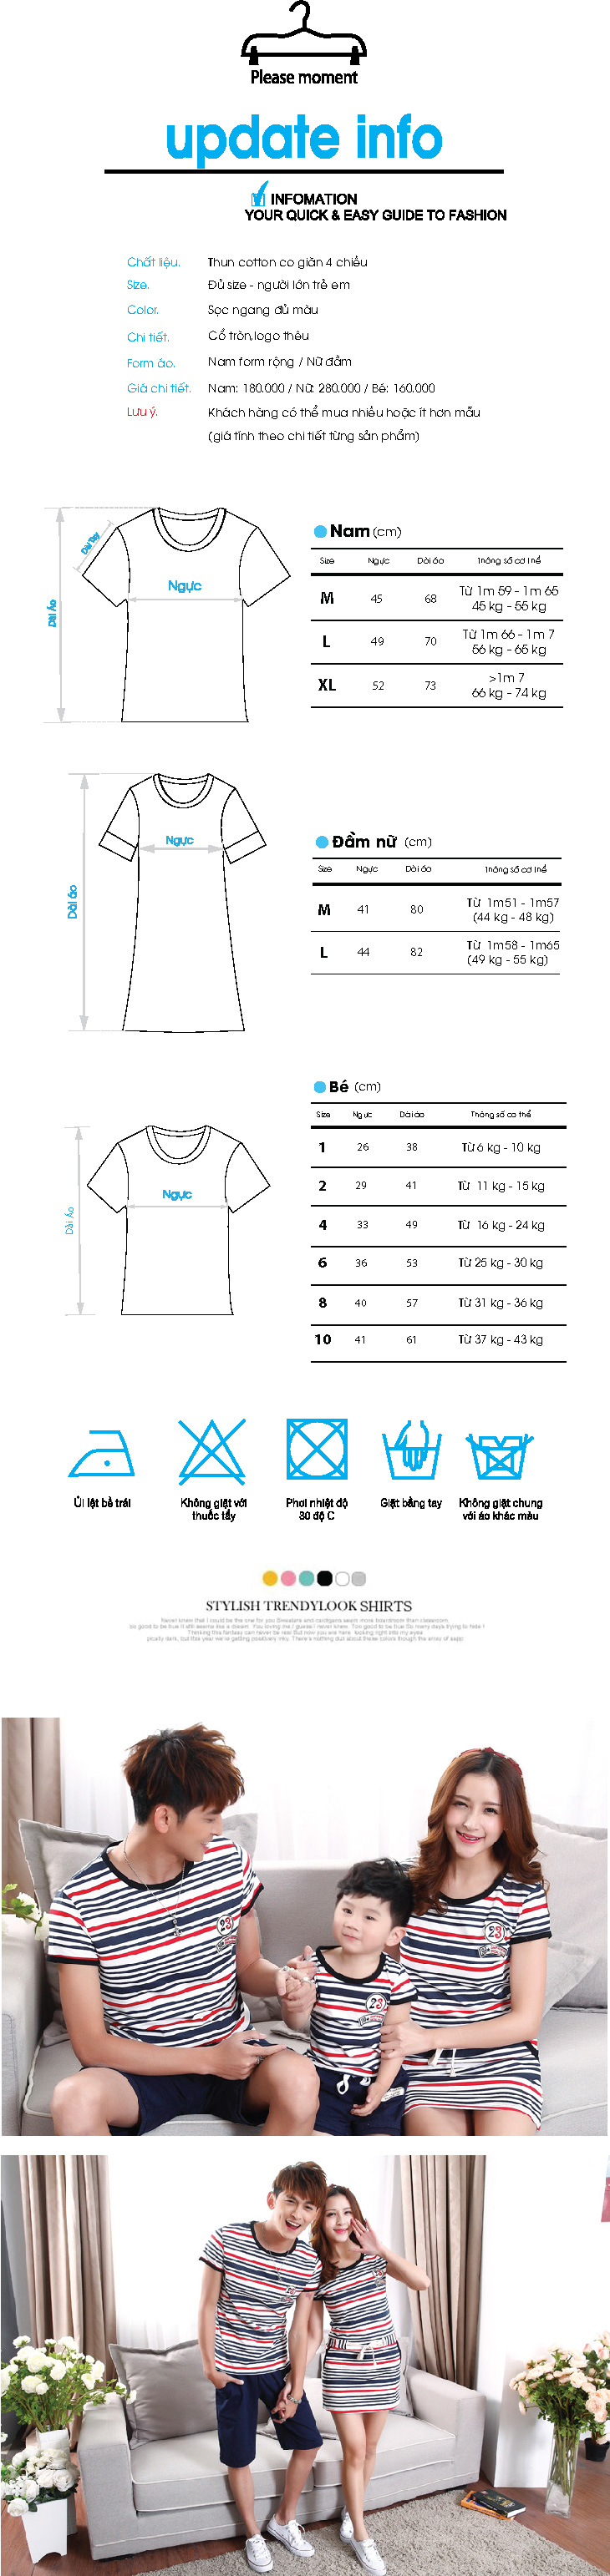 Please moment
update info
INFOMATION
YOUR QUICK & EASY GUIDE TO FASHION
Chất liệu. Thun cotton co giãn 4 chiều
Size. Đủ size - người lớn trẻ em
Color. Sọc ngang đủ màu
Chi tiết. Cổ tròn,logo thêu
Form áo. Nam form rộng / Nữ đầm
Giá chi tiết. Nam: 180.000 / Nữ: 280.000 / Bé: 160.000
Lưu ý. Khách hàng có thể mua nhiều hoặc ít hơn mẫu
(giá tính theo chi tiết từng sản phẩm)
Dài Tay
Ngực
Dài Áo
Nam (cm)
Size Ngực Dài áo Thông số cơ thể
M 45 68 Từ 1m 59 - 1m 65
45 kg - 55 kg
L 49 70 Từ 1m 66 - 1m 7
56 kg - 65 kg
XL 52 73 >1m 7
66 kg - 74 kg
Ngực
Dài áo
Đầm nữ (cm)
Size Ngực Dài áo Thông số cơ thể
M 41 80 Từ 1m51 - 1m57
(44 kg - 48 kg)
L 44 82 Từ 1m58 - 1m65
(49 kg - 55 kg)
Ngực
Dài Áo
Bé (cm)
Size Ngực Dài áo Thông số cơ thể
1 26 38 Từ 6 kg - 10 kg
2 29 41 Từ 11 kg - 15 kg
4 33 49 Từ 16 kg - 24 kg
6 36 53 Từ 25 kg - 30 kg
8 40 57 Từ 31 kg - 36 kg
10 41 61 Từ 37 kg - 43 kg
Ủi lật bề trái
Không giặt với
thuốc tẩy
Phơi nhiệt độ
30 độ C
Giặt bằng tay
Không giặt chung
với áo khác màu
STYLISH TRENDYLOOK SHIRTS
23
23
23